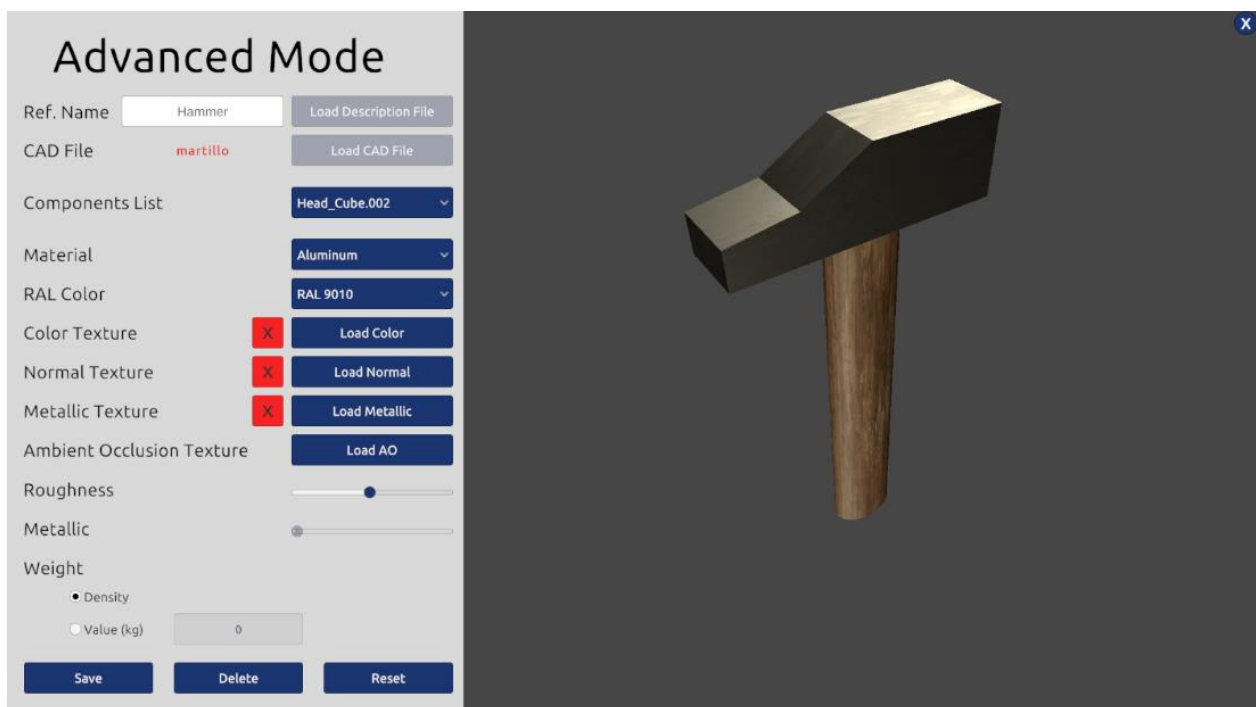 X
Advanced Mode
Ref. Name Hammer Load Description File
CAD File martillo Load CAD File
Components List Head_Cube.002
Material Aluminum
RAL Color RAL 9010
Color Texture X Load Color
Normal Texture X Load Normal
Metallic Texture X Load Metallic
Ambient Occlusion Texture Load AO
Roughness
Metallic
Weight
Density
Value (kg) 0
Save Delete Reset